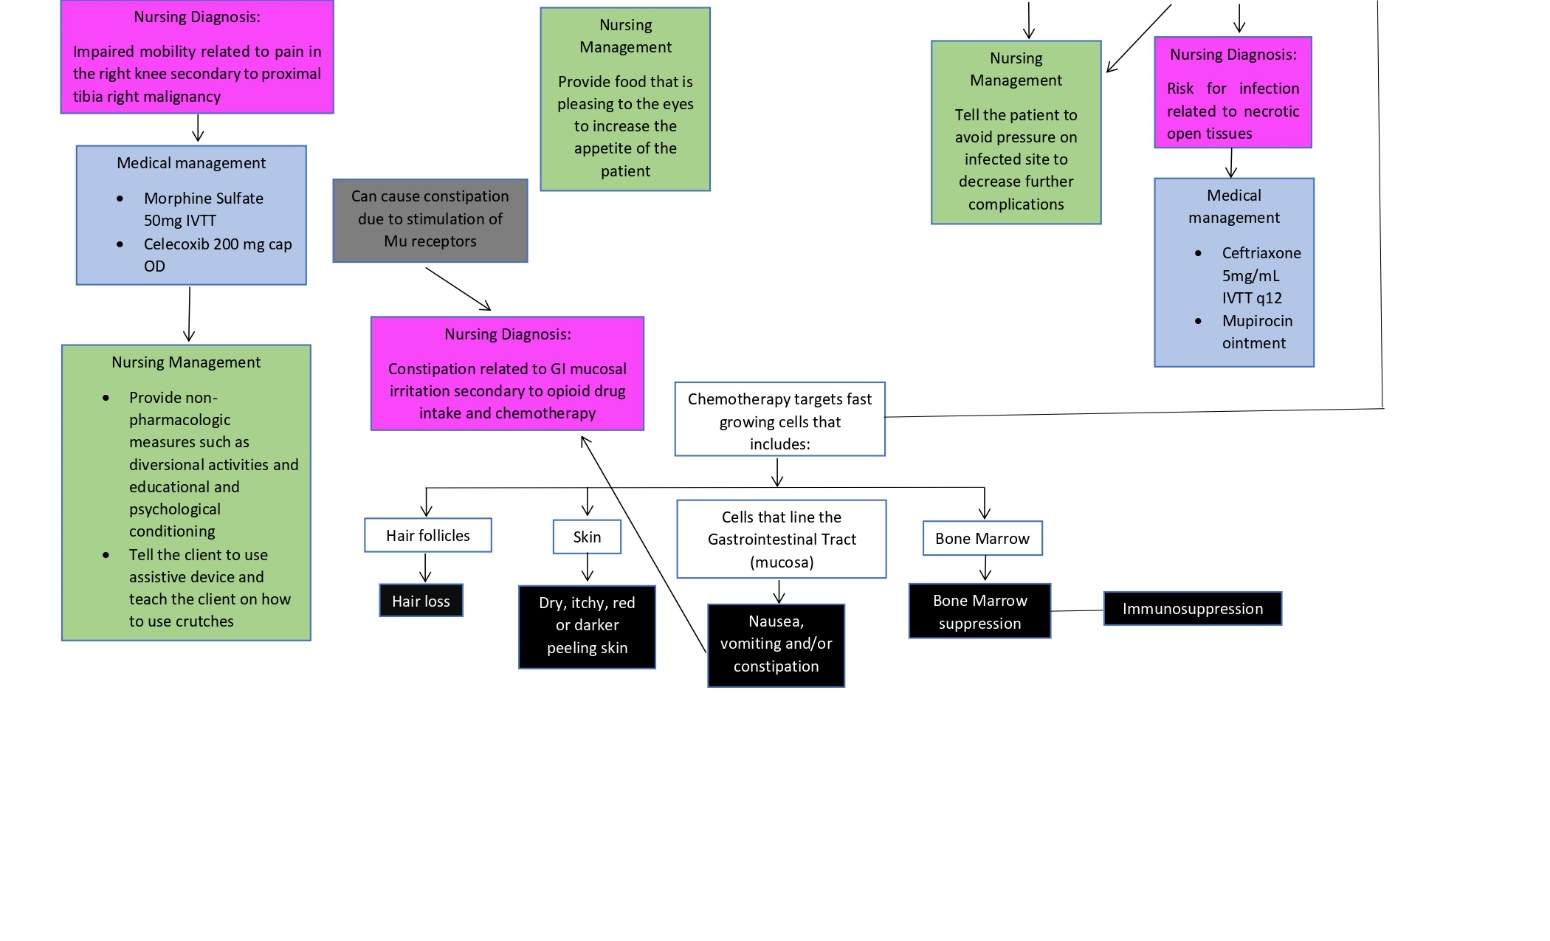 Nursing Diagnosis:
Impaired mobility related to pain in
the right knee secondary to proximal
tibia right malignancy
Medical management
• Morphine Sulfate
50mg IVTT
• Celecoxib 200 mg cap
OD
Nursing Management
• Provide non-
pharmacologic
measures such as
diversional activities and
educational and
psychological
conditioning
• Tell the client to use
assistive device and
teach the client on how
to use crutches
Can cause constipation
due to stimulation of
Mu receptors
Nursing
Management
Provide food that is
pleasing to the eyes
to increase the
appetite of the
patient
Nursing Diagnosis:
Constipation related to GI mucosal
irritation secondary to opioid drug
intake and chemotherapy
Nursing
Management
Tell the patient to
avoid pressure on
infected site to
decrease further
complications
Nursing Diagnosis:
Risk for infection
related to necrotic
open tissues
Medical
management
• Ceftriaxone
5mg/mL
IVTT q12
• Mupirocin
ointment
Chemotherapy targets fast
growing cells that
includes:
Hair follicles
Hair loss
Skin
Dry, itchy, red
or darker
peeling skin
Cells that line the
Gastrointestinal Tract
(mucosa)
Nausea,
vomiting and/or
constipation
Bone Marrow
Bone Marrow
suppression
Immunosuppression